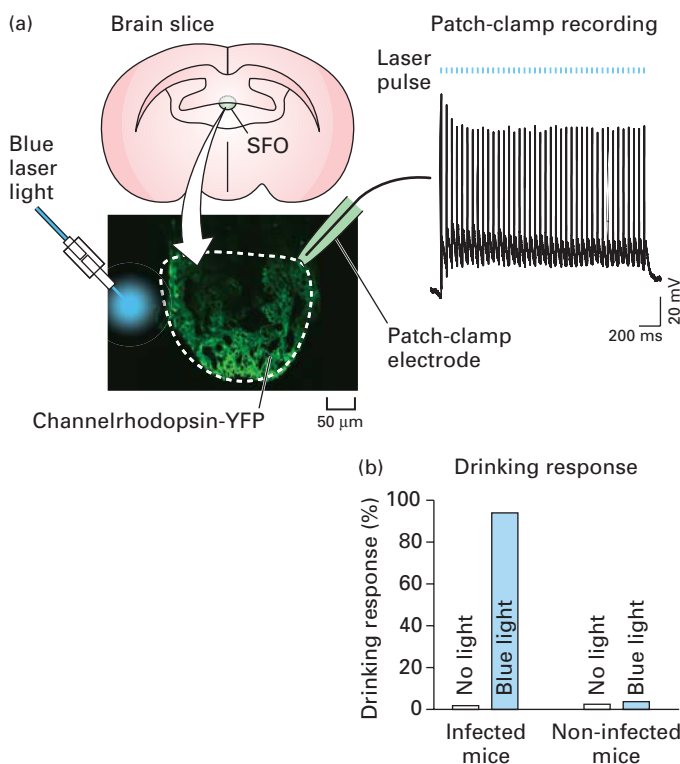 (a)
Brain slice
Patch-clamp recording
Laser
pulse
SFO
Blue
laser
light
20 mV
200 ms
Patch-clamp
electrode
Channelrhodopsin-YFP
50 μm
(b)
Drinking response
Drinking response (%)
100
80
60
40
20
0
No light
Blue light
No light
Blue light
Infected
mice
Non-infected
mice